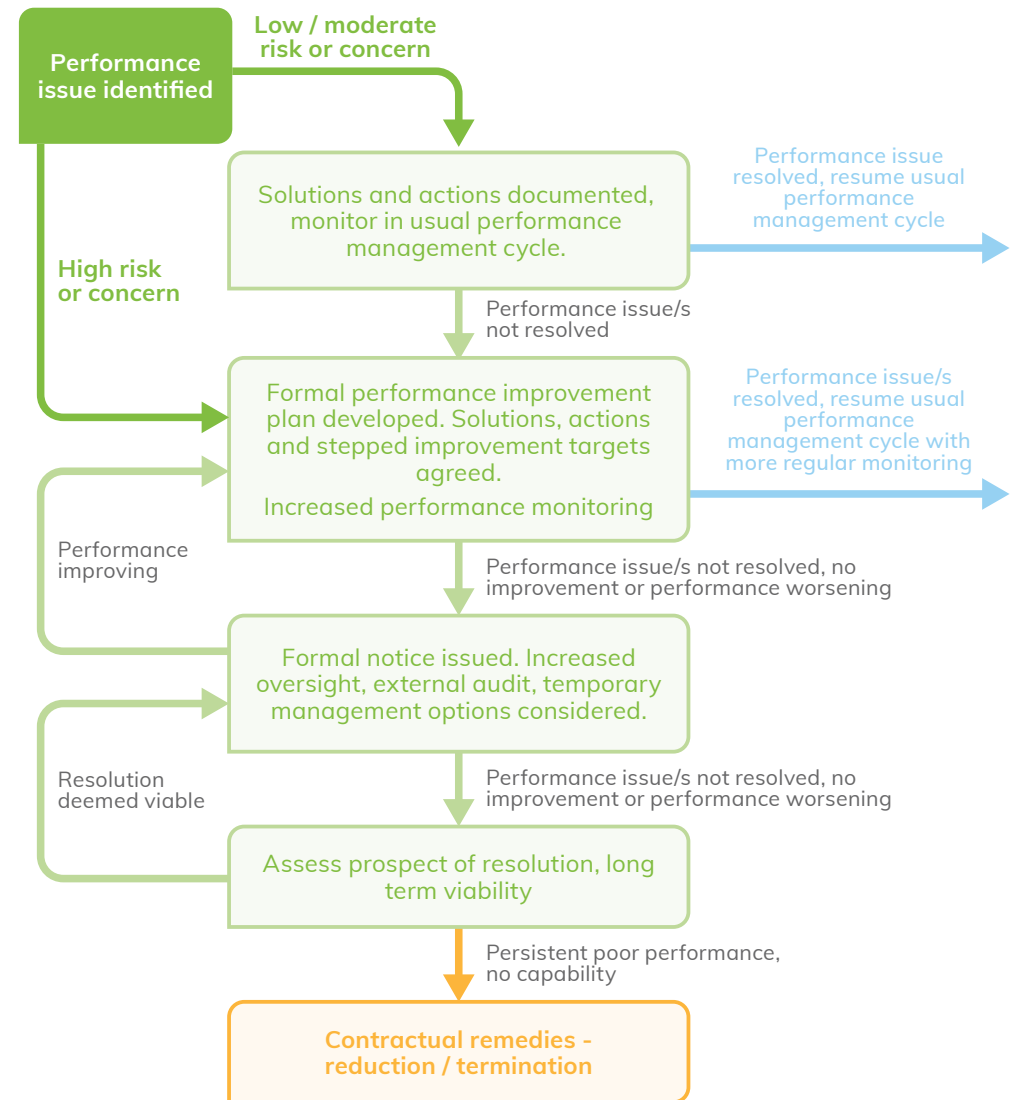 Low / moderate
risk or concern
Performance
issue identified
Performance issue
resolved, resume usual
performance
management cycle
Solutions and actions documented,
monitor in usual performance
management cycle.
High risk
or concern
Performance issue/s
not resolved
Performance issue/s
resolved, resume usual
performance
management cycle with
more regular monitoring
Formal performance improvement
plan developed. Solutions, actions
and stepped improvement targets
agreed.
Increased performance monitoring
Performance
improving
Performance issue/s not resolved, no
improvement or performance worsening
Formal notice issued. Increased
oversight, external audit, temporary
management options considered.
Resolution
deemed viable
Performance issue/s not resolved, no
improvement or performance worsening
Assess prospect of resolution, long
term viability
Persistent poor performance,
no capability
Contractual remedies -
reduction / termination